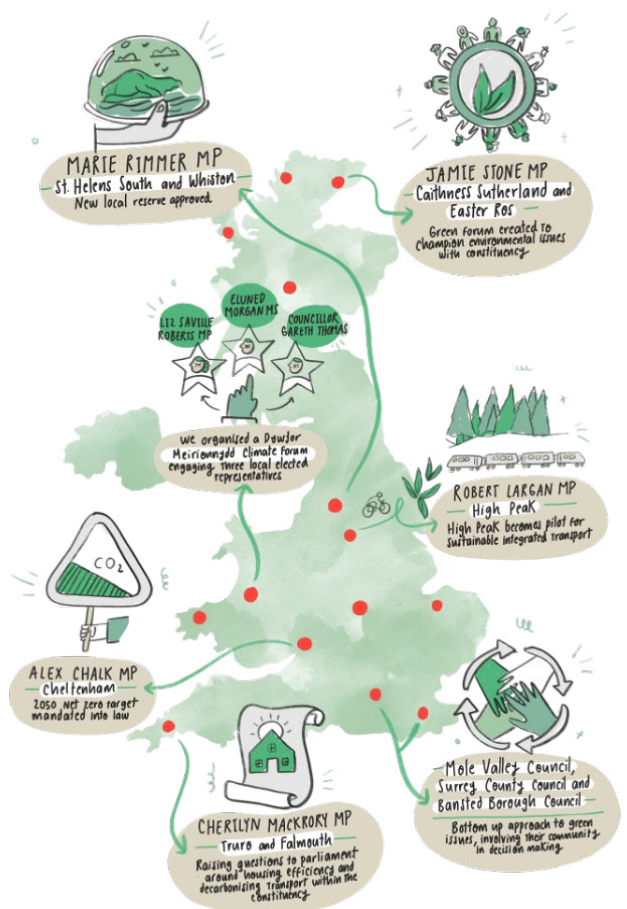 MARIE RIMMER MP
St. Helens South and Whiston
New local reserve approved
JAMIE STONE MP
Caithness Sutherland and
Easter Ros
Green Forum created to
champion environmental issues
with constituency
LIZ SAVILLE
ROBERTS MP
ELUNED
MORGAN MS
COUNCILLOR
GARETH THOMAS
We organised a Dwyfor
Meirionnydd Climate Forum
engaging three local elected
representatives
ROBERT LARGAN MP
High Peak
High Peak becomes pilot for
sustainable integrated transport
CO2
ALEX CHALK MP
Cheltenham
2050 net zero target
mandated into law
CHERILYN MACKRORY MP
Truro and Falmouth
Raising questions to parliament
around housing efficiency and
decarbonising transport within the
constituency
Mole Valley Council,
Surrey County Council and
Bansted Borough Council
Bottom up approach to green
issues, involving their community
in decision making